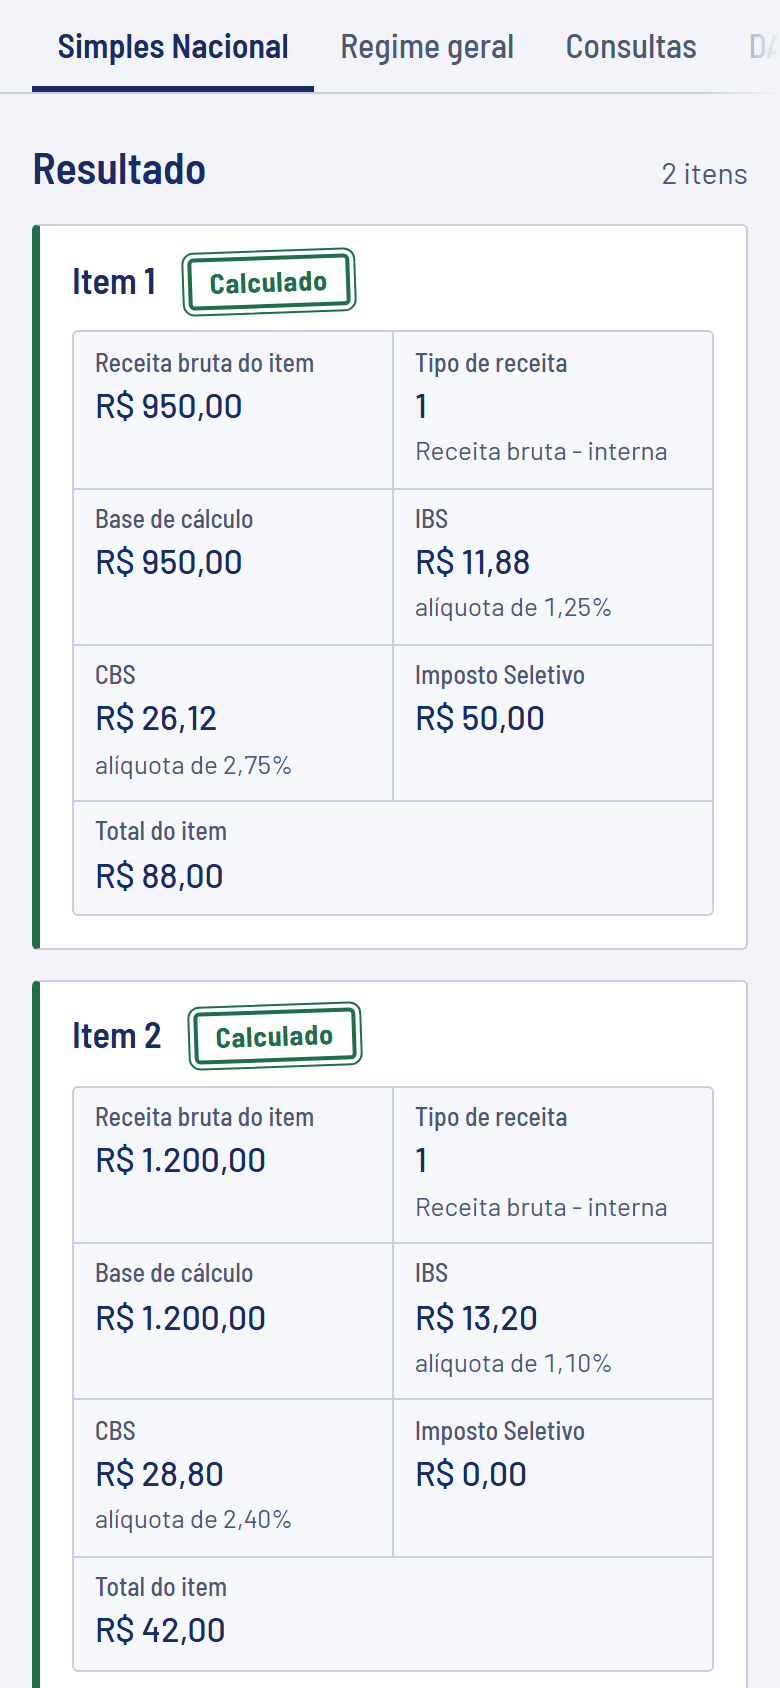 Simples Nacional Regime geral Consultas DA
Resultado 2 itens
Item 1 Calculado
Receita bruta do item Tipo de receita
R$ 950,00 1
Receita bruta - interna
Base de cálculo IBS
R$ 950,00 R$ 11,88
alíquota de 1,25%
CBS Imposto Seletivo
R$ 26,12 R$ 50,00
alíquota de 2,75%
Total do item
R$ 88,00
Item 2 Calculado
Receita bruta do item Tipo de receita
R$ 1.200,00 1
Receita bruta - interna
Base de cálculo IBS
R$ 1.200,00 R$ 13,20
alíquota de 1,10%
CBS Imposto Seletivo
R$ 28,80 R$ 0,00
alíquota de 2,40%
Total do item
R$ 42,00